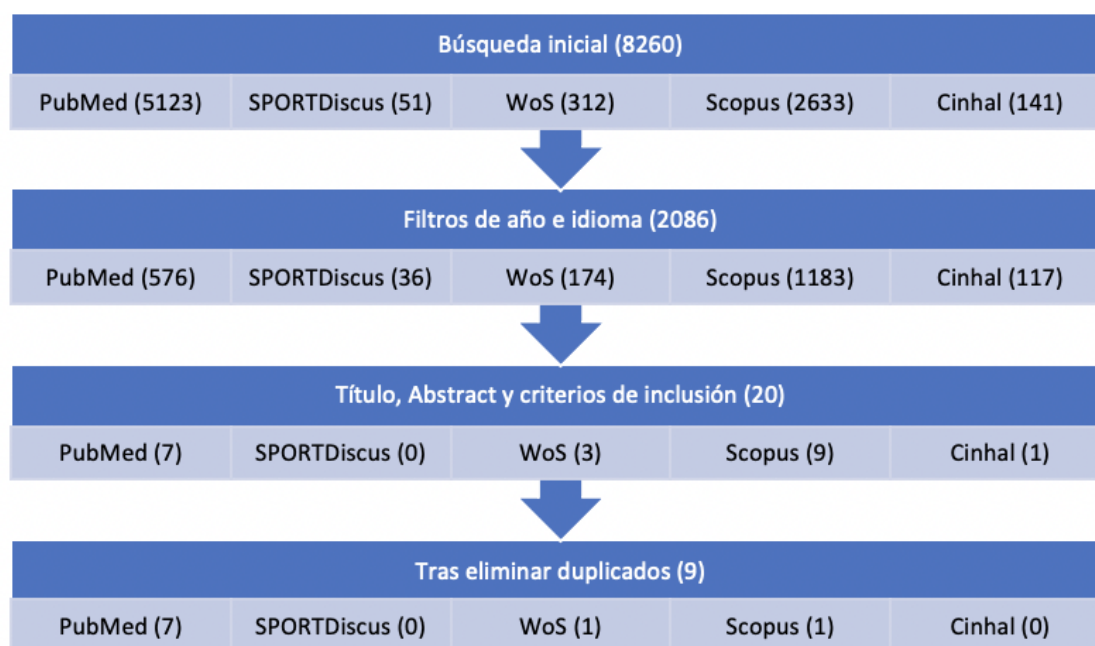 Búsqueda inicial (8260)
PubMed (5123) SPORTDiscus (51) WoS (312) Scopus (2633) Cinhal (141)
Filtros de año e idioma (2086)
PubMed (576) SPORTDiscus (36) WoS (174) Scopus (1183) Cinhal (117)
Título, Abstract y criterios de inclusión (20)
PubMed (7) SPORTDiscus (0) WoS (3) Scopus (9) Cinhal (1)
Tras eliminar duplicados (9)
PubMed (7) SPORTDiscus (0) WoS (1) Scopus (1) Cinhal (0)